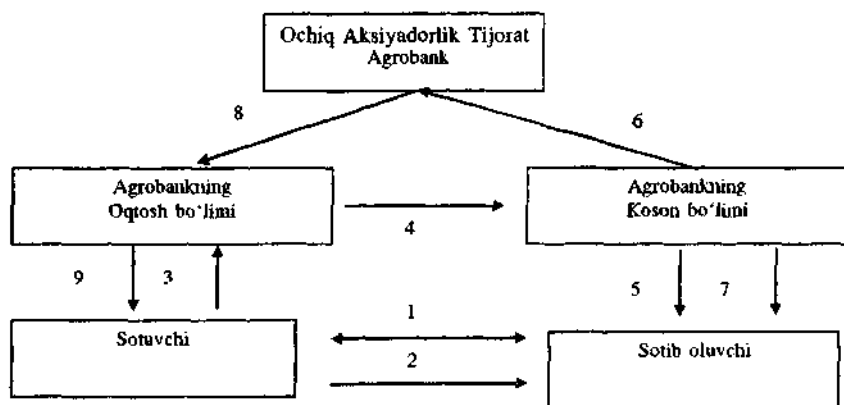 Ochiq Aksiyadorlik Tijorat
Agrobank
8
6
Agrobankning
Oqtosh bo‘limi
Agrobankning
Koson bo‘limi
4
9
3
5
7
1
Sotuvchi
Sotib oluvchi
2